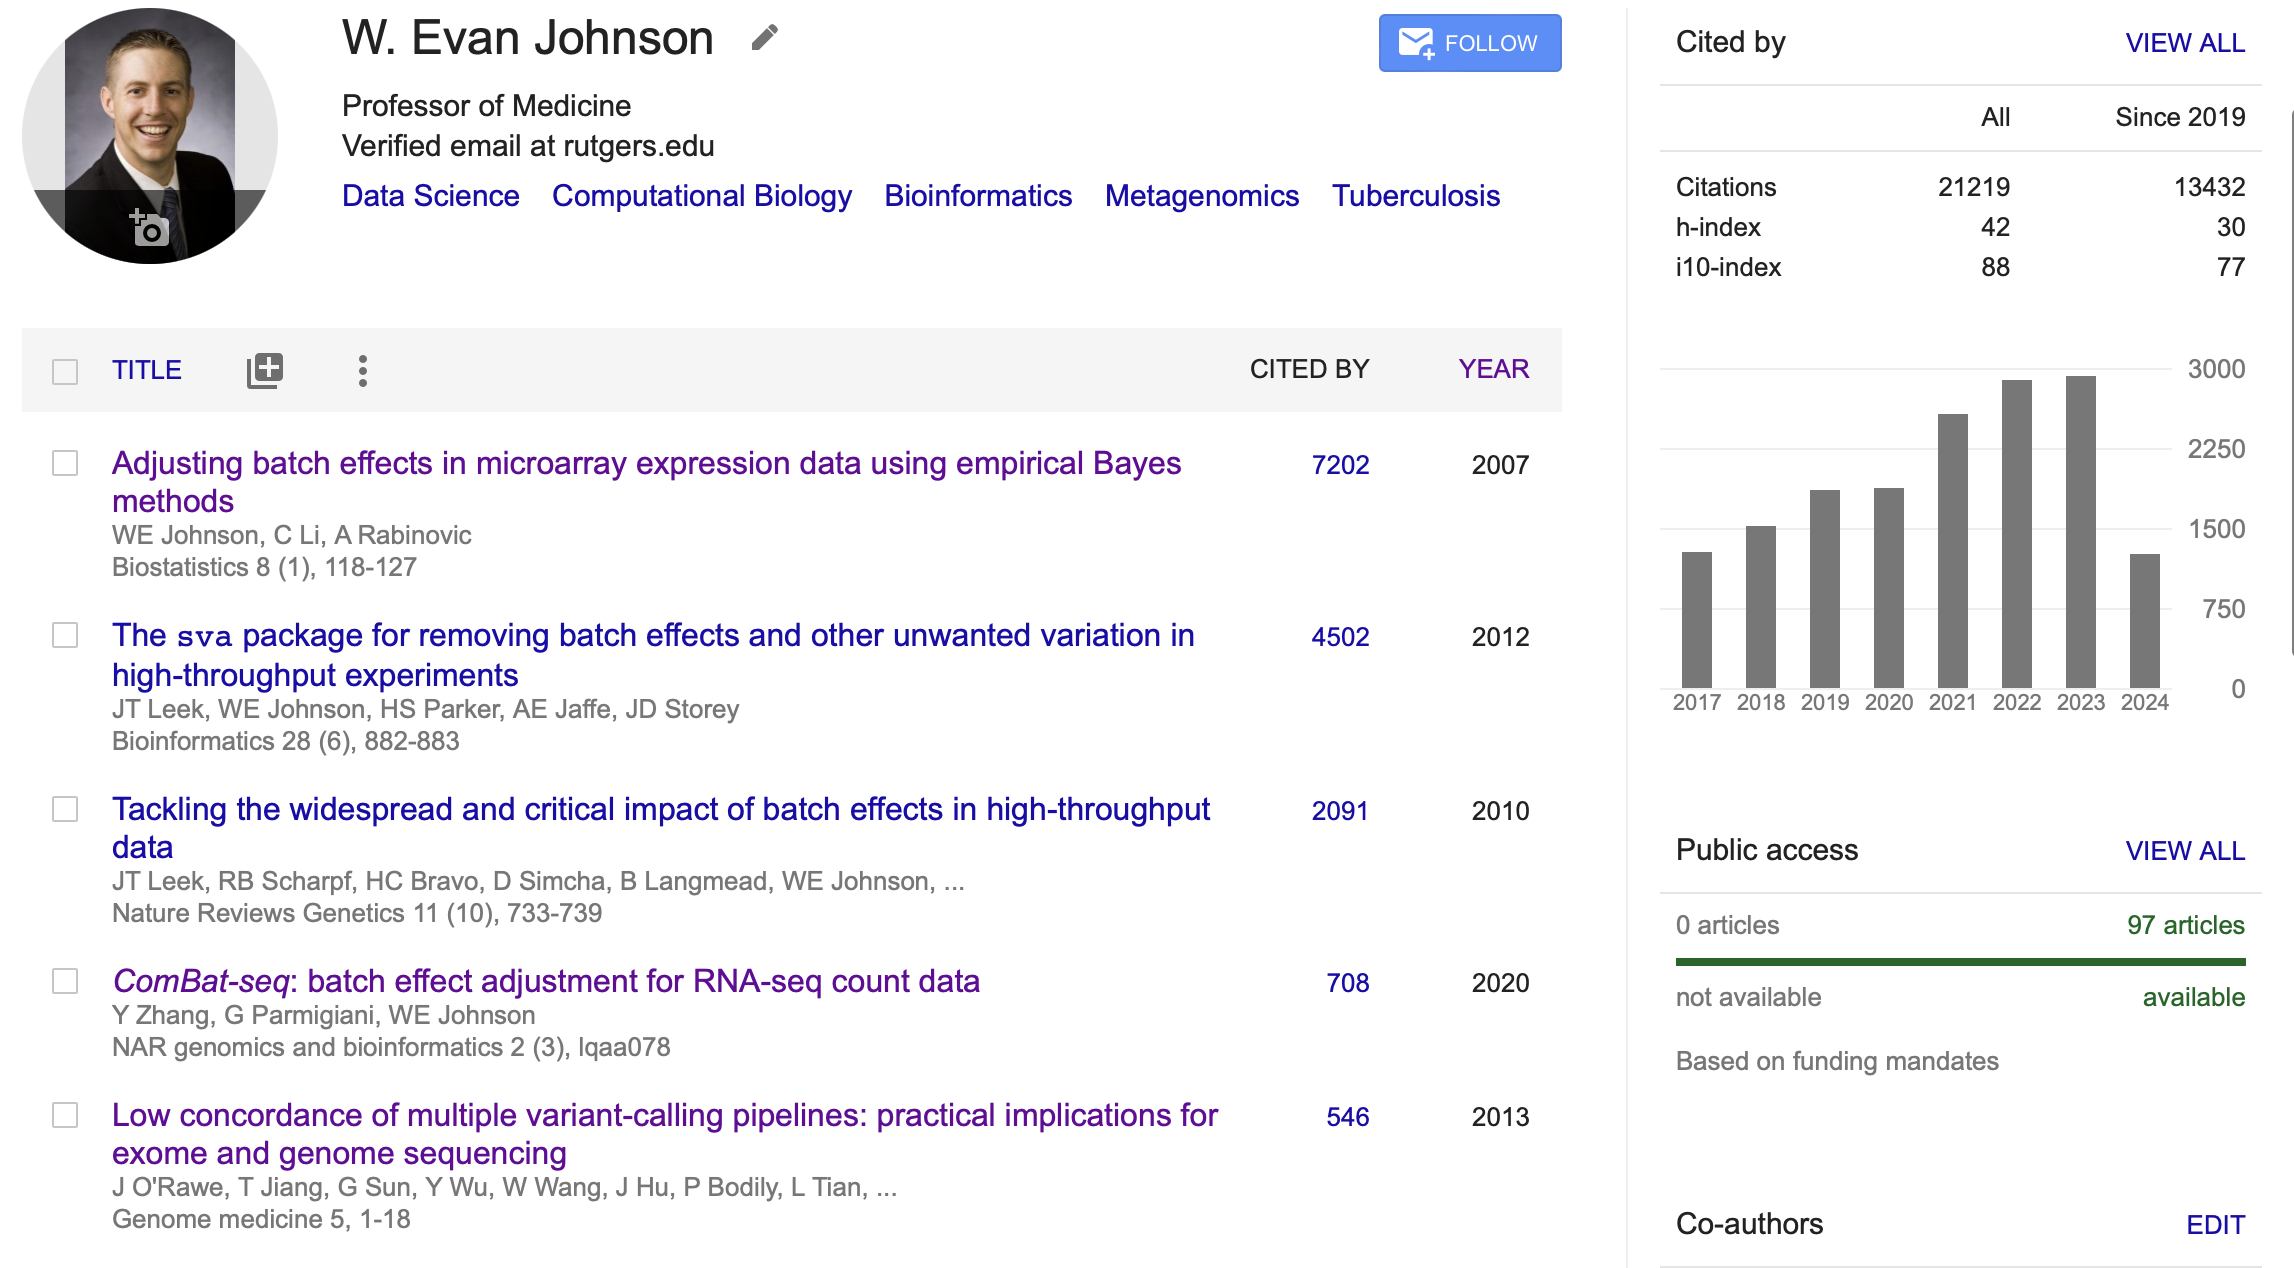 W. Evan Johnson
FOLLOW
Professor of Medicine
Verified email at rutgers.edu
Data Science Computational Biology Bioinformatics Metagenomics Tuberculosis
TITLE CITED BY YEAR
Adjusting batch effects in microarray expression data using empirical Bayes 7202 2007
methods
WE Johnson, C Li, A Rabinovic
Biostatistics 8 (1), 118-127
The sva package for removing batch effects and other unwanted variation in 4502 2012
high-throughput experiments
JT Leek, WE Johnson, HS Parker, AE Jaffe, JD Storey
Bioinformatics 28 (6), 882-883
Tackling the widespread and critical impact of batch effects in high-throughput 2091 2010
data
JT Leek, RB Scharpf, HC Bravo, D Simcha, B Langmead, WE Johnson, ...
Nature Reviews Genetics 11 (10), 733-739
ComBat-seq: batch effect adjustment for RNA-seq count data 708 2020
Y Zhang, G Parmigiani, WE Johnson
NAR genomics and bioinformatics 2 (3), lqaa078
Low concordance of multiple variant-calling pipelines: practical implications for 546 2013
exome and genome sequencing
J O'Rawe, T Jiang, G Sun, Y Wu, W Wang, J Hu, P Bodily, L Tian, ...
Genome medicine 5, 1-18
Cited by VIEW ALL
All Since 2019
Citations 21219 13432
h-index 42 30
i10-index 88 77
3000
2250
1500
750
0
2017 2018 2019 2020 2021 2022 2023 2024
Public access VIEW ALL
0 articles 97 articles
not available available
Based on funding mandates
Co-authors EDIT